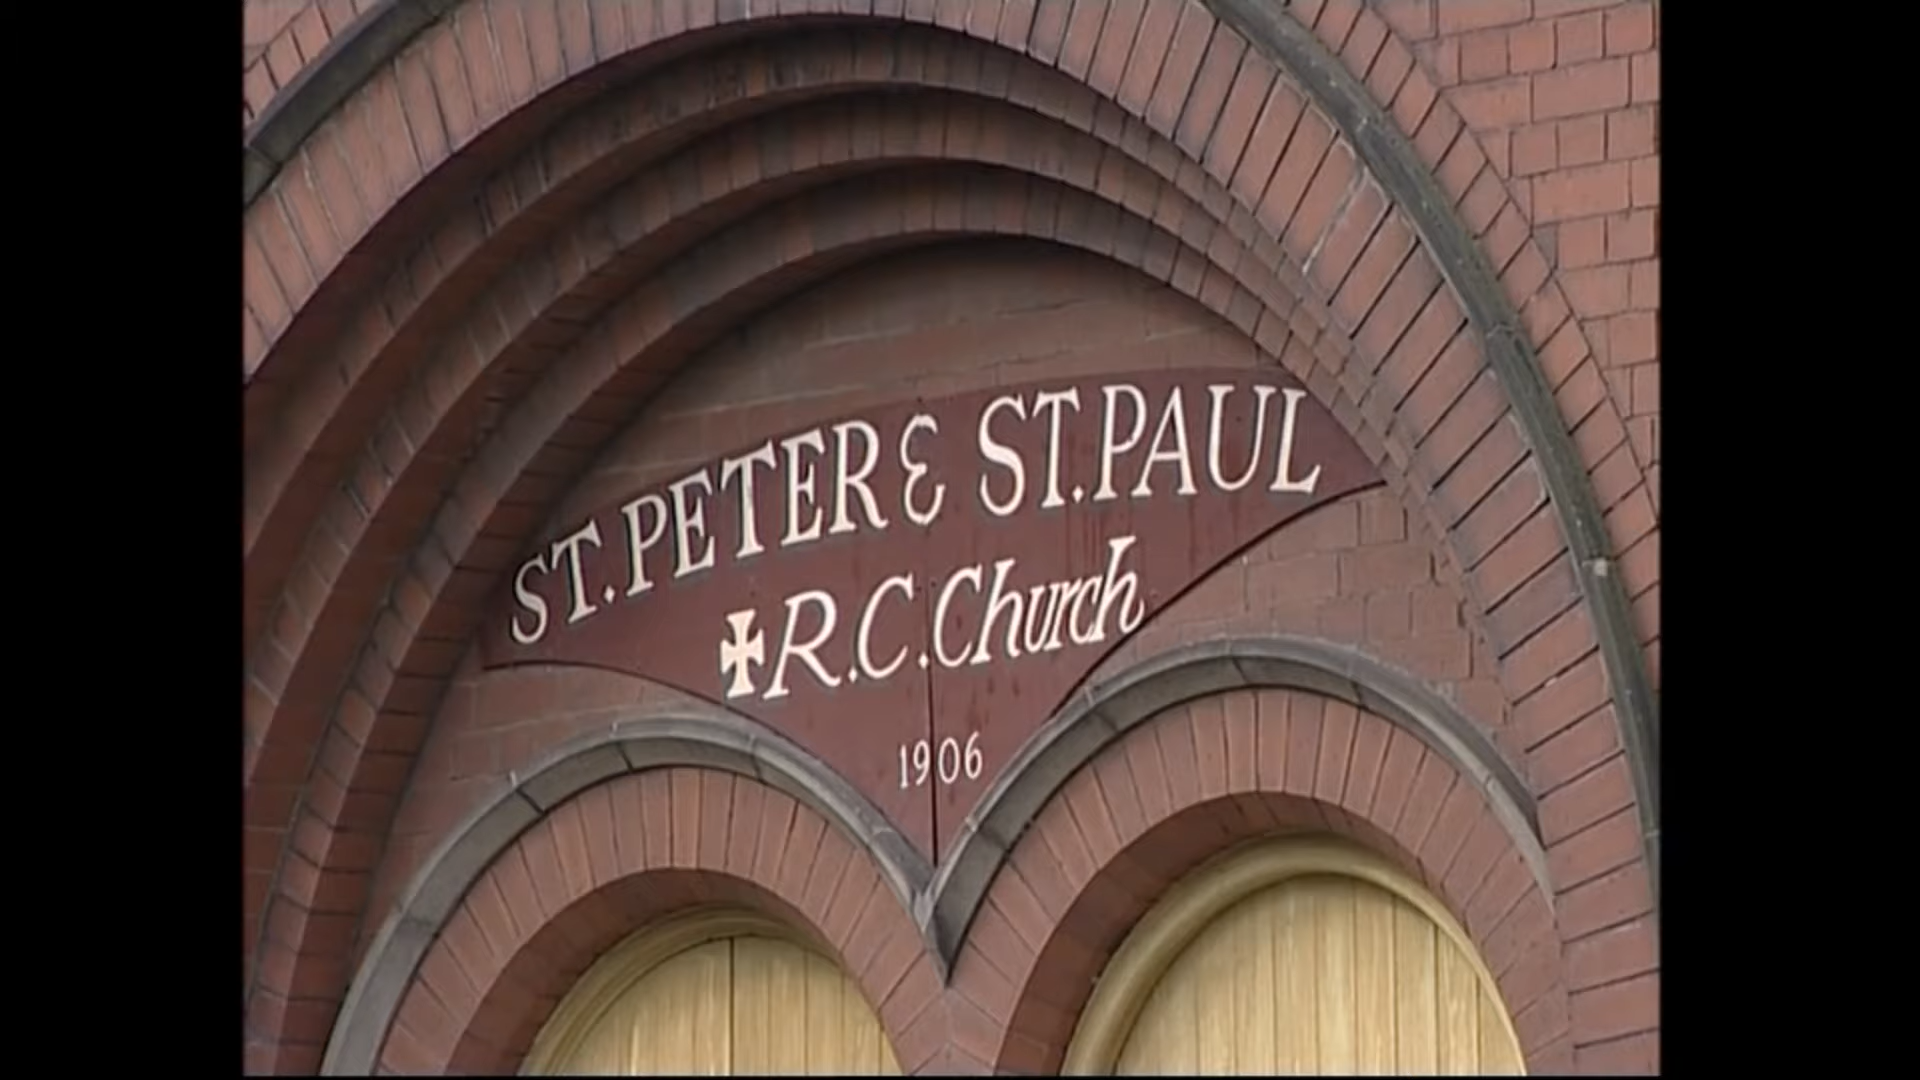 ST. PETER & ST. PAUL
✠ R.C. Church
1906